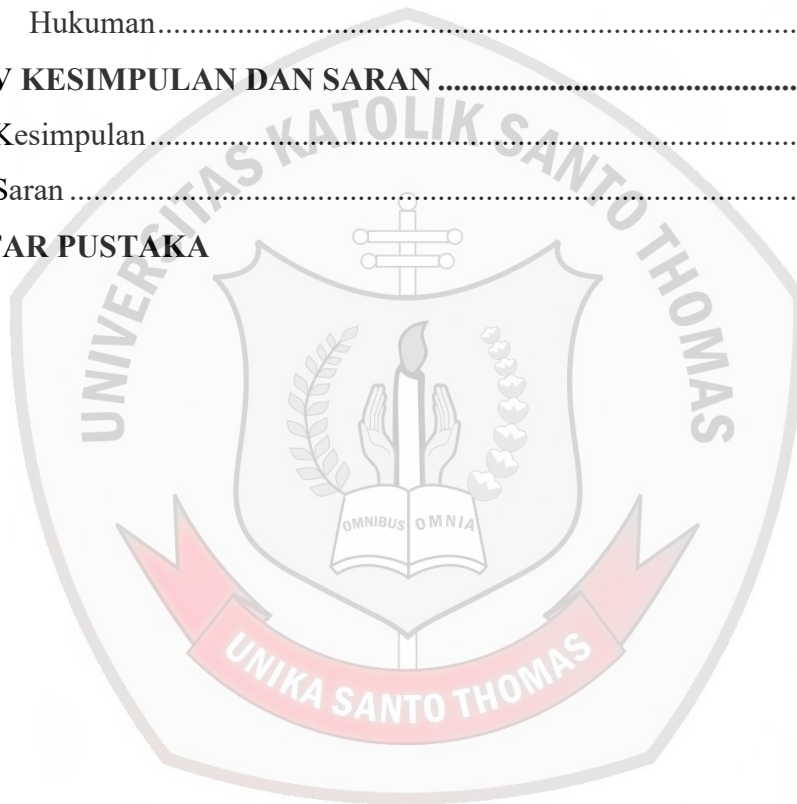 Hukuman
V KESIMPULAN DAN SARAN
Kesimpulan
Saran
TAR PUSTAKA
UNIVERSITAS KATOLIK SANTO THOMAS
OMNIBUS OMNIA
UNIKA SANTO THOMAS